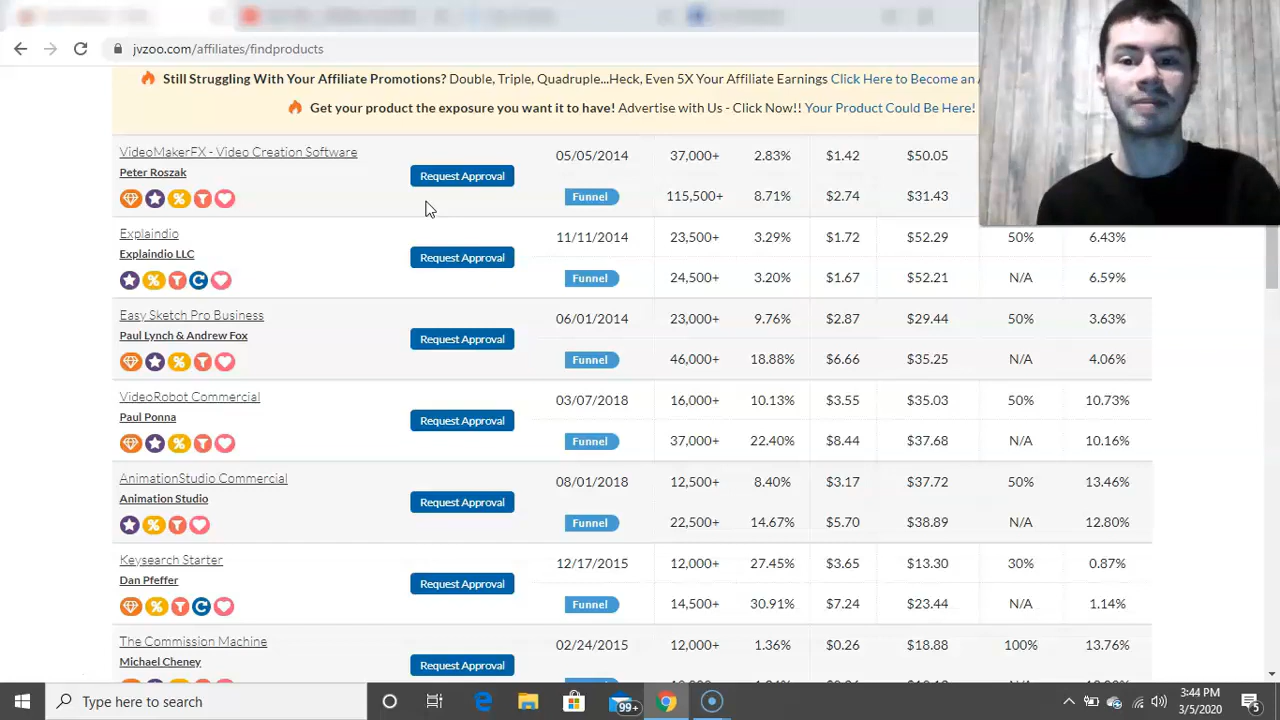 jvzoo.com/affiliates/findproducts
Still Struggling With Your Affiliate Promotions? Double, Triple, Quadruple...Heck, Even 5X Your Affiliate Earnings Click Here to Become an
Get your product the exposure you want it to have! Advertise with Us - Click Now!! Your Product Could Be Here!
VideoMakerFX - Video Creation Software
Peter Roszak
Request Approval
05/05/2014 37,000+ 2.83% $1.42 $50.05
Funnel 115,500+ 8.71% $2.74 $31.43
Explaindio
Explaindio LLC
Request Approval
11/11/2014 23,500+ 3.29% $1.72 $52.29 50% 6.43%
Funnel 24,500+ 3.20% $1.67 $52.21 N/A 6.59%
Easy Sketch Pro Business
Paul Lynch & Andrew Fox
Request Approval
06/01/2014 23,000+ 9.76% $2.87 $29.44 50% 3.63%
Funnel 46,000+ 18.88% $6.66 $35.25 N/A 4.06%
VideoRobot Commercial
Paul Ponna
Request Approval
03/07/2018 16,000+ 10.13% $3.55 $35.03 50% 10.73%
Funnel 37,000+ 22.40% $8.44 $37.68 N/A 10.16%
AnimationStudio Commercial
Animation Studio
Request Approval
08/01/2018 12,500+ 8.40% $3.17 $37.72 50% 13.46%
Funnel 22,500+ 14.67% $5.70 $38.89 N/A 12.80%
Keysearch Starter
Dan Pfeffer
Request Approval
12/17/2015 12,000+ 27.45% $3.65 $13.30 30% 0.87%
Funnel 14,500+ 30.91% $7.24 $23.44 N/A 1.14%
The Commission Machine
Michael Cheney
Request Approval
02/24/2015 12,000+ 1.36% $0.26 $18.88 100% 13.76%
Type here to search
99+
3:44 PM
3/5/2020
5